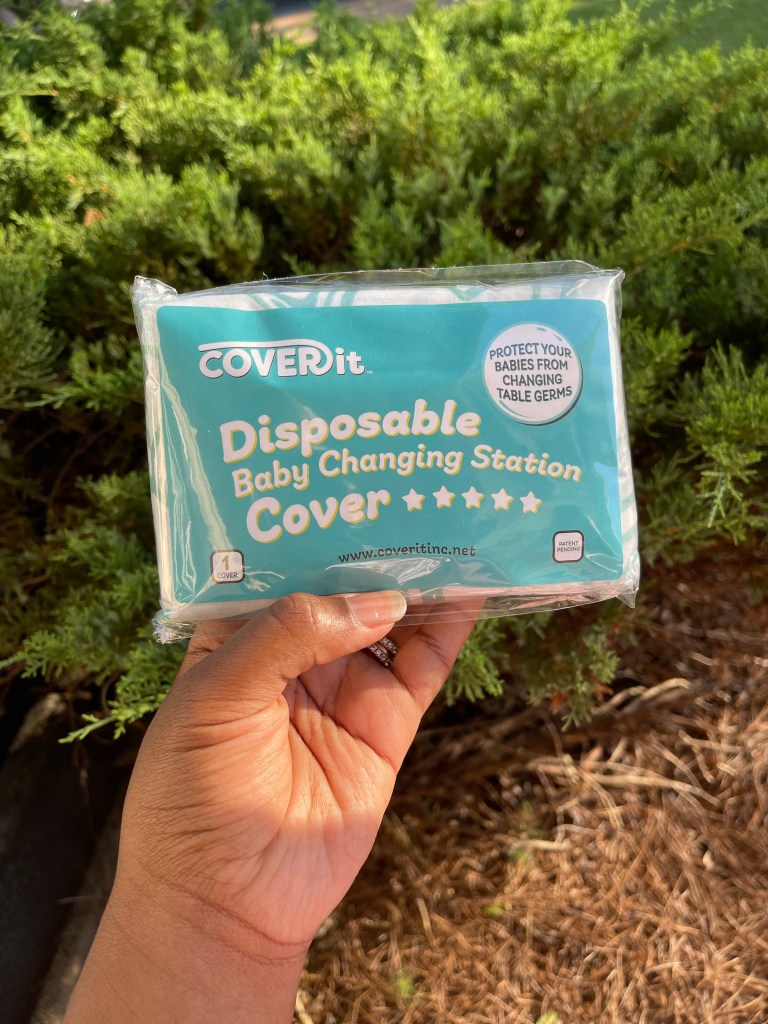 COVERit™
PROTECT YOUR
BABIES FROM
CHANGING
TABLE GERMS
Disposable
Baby Changing Station
Cover
www.coveritinc.net
1
COVER
PATENT
PENDING